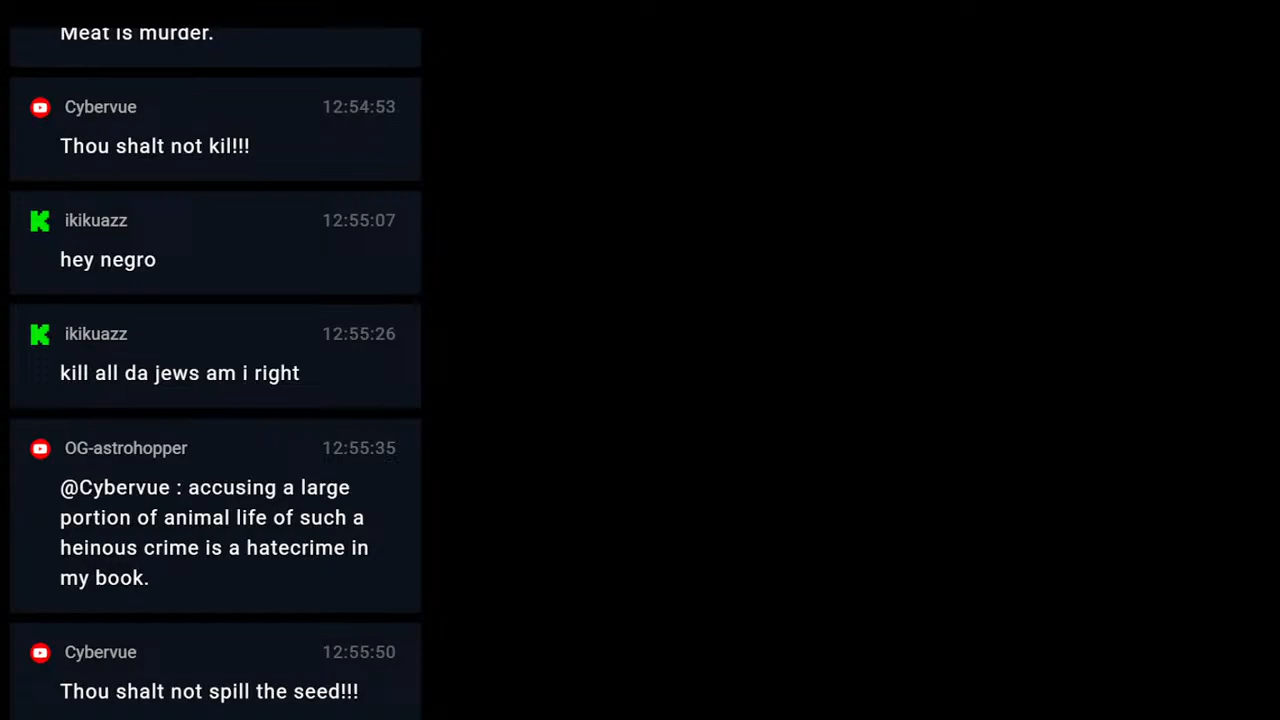 Meat is murder.
Cybervue 12:54:53
Thou shalt not kil!!!
ikikuazz 12:55:07
hey negro
ikikuazz 12:55:26
kill all da jews am i right
OG-astrohopper 12:55:35
@Cybervue : accusing a large
portion of animal life of such a
heinous crime is a hatecrime in
my book.
Cybervue 12:55:50
Thou shalt not spill the seed!!!